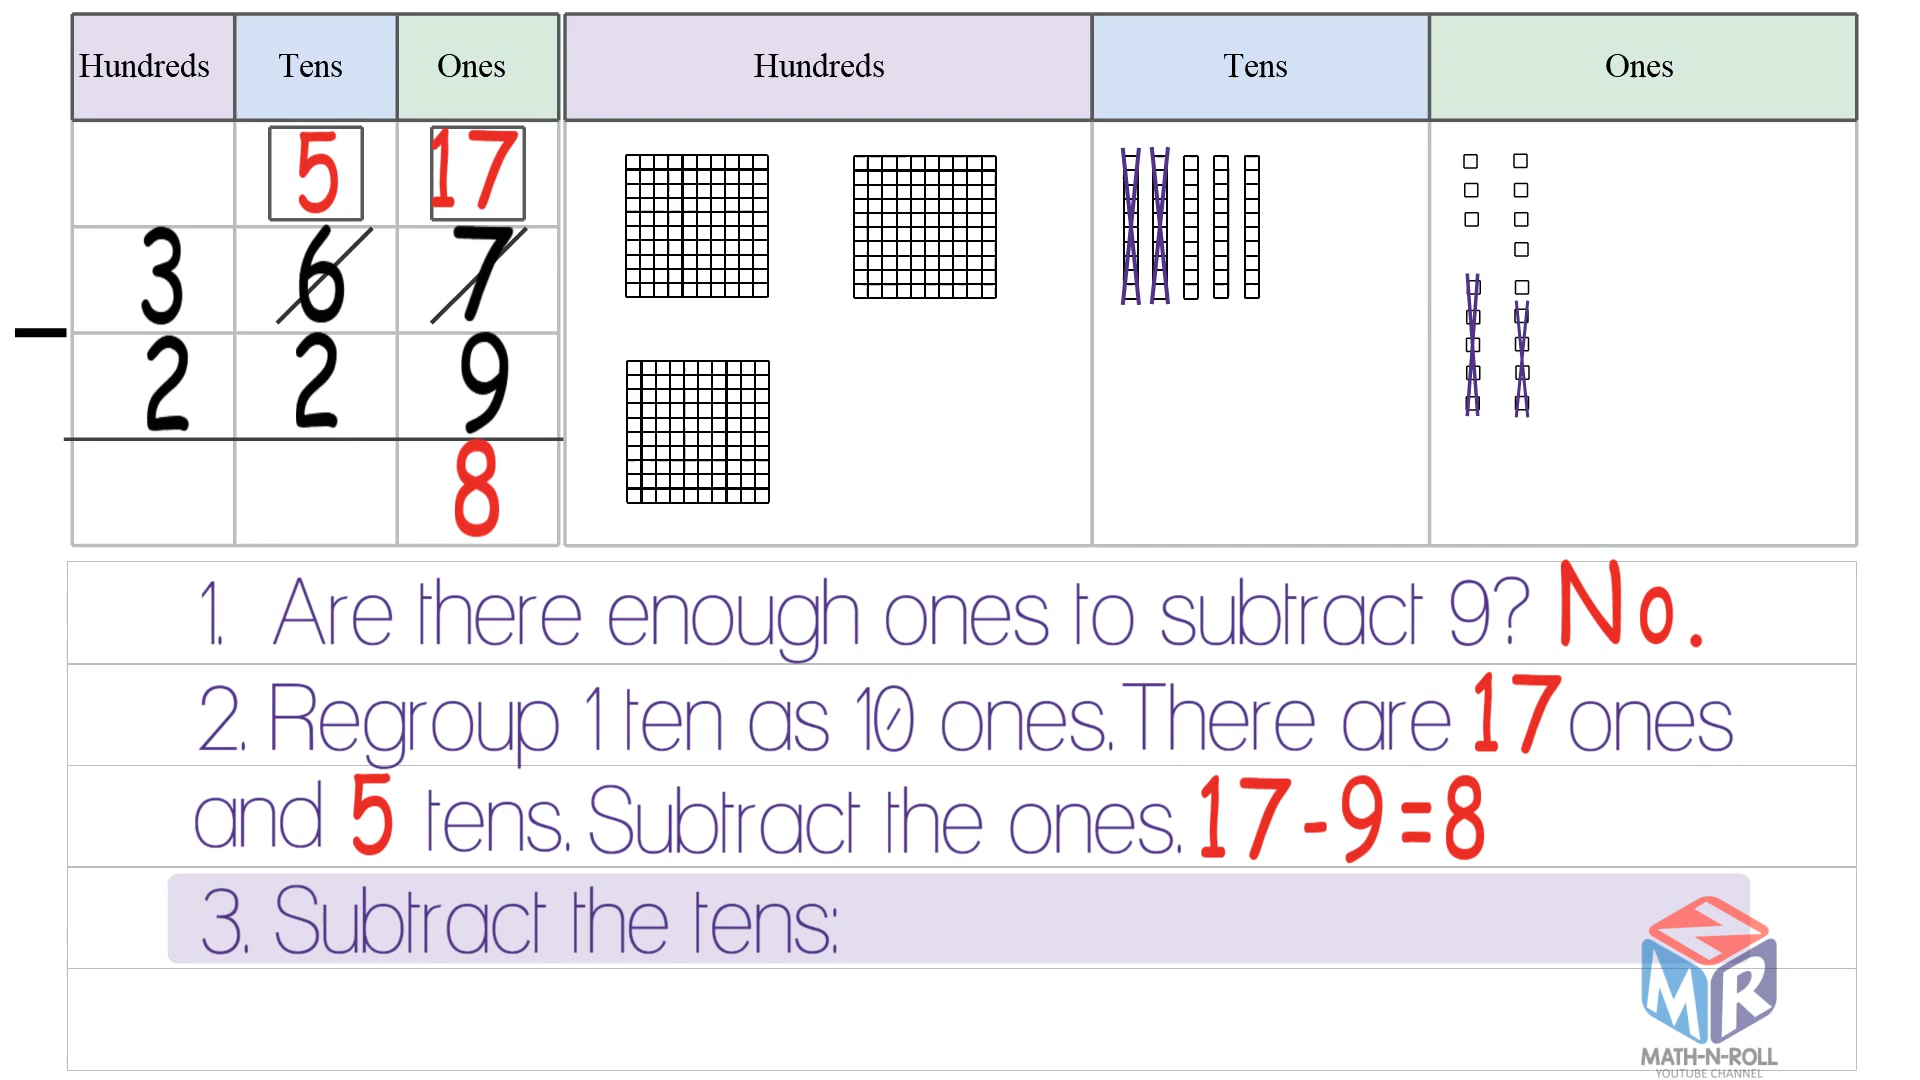 Hundreds Tens Ones Hundreds Tens Ones
5 17
3 6 7
- 2 2 9
8
1. Are there enough ones to subtract 9? No.
2. Regroup 1 ten as 10 ones. There are 17 ones
and 5 tens. Subtract the ones. 17-9=8
3. Subtract the tens:
N
M R
MATH-N-ROLL
YOUTUBE CHANNEL